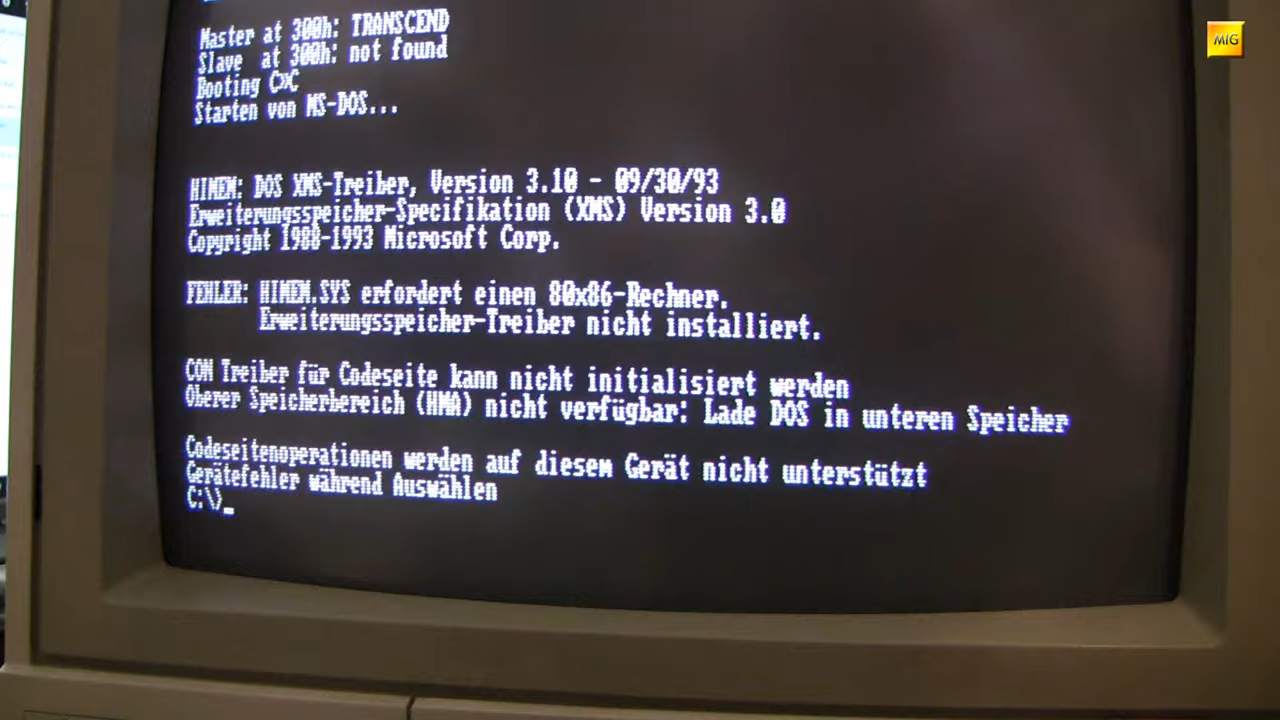 Master at 300h: TRANSCEND
Slave at 300h: not found
Booting C»C
Starten von MS-DOS...
HIMEM: DOS XMS-Treiber, Version 3.10 - 09/30/93
Erweiterungsspeicher-Specifikation (XMS) Version 3.0
Copyright 1988-1993 Microsoft Corp.
FEHLER: HIMEM.SYS erfordert einen 80x86-Rechner.
Erweiterungsspeicher-Treiber nicht installiert.
CON Treiber für Codeseite kann nicht initialisiert werden
Oberer Speicherbereich (HMA) nicht verfügbar: Lade DOS in unteren Speicher
Codeseitenoperationen werden auf diesem Gerät nicht unterstützt
Gerätefehler während Auswählen
C:\>_
MIG